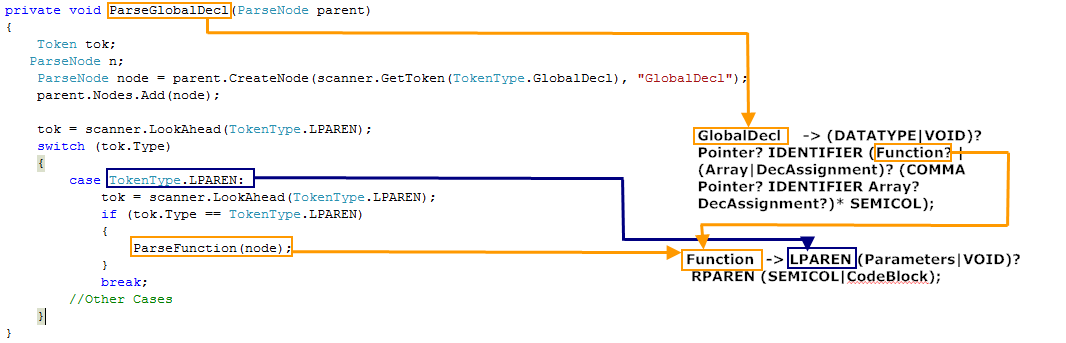 private void ParseGlobalDecl(ParseNode parent)
{
Token tok;
ParseNode n;
ParseNode node = parent.CreateNode(scanner.GetToken(TokenType.GlobalDecl), "GlobalDecl");
parent.Nodes.Add(node);
tok = scanner.LookAhead(TokenType.LPAREN);
switch (tok.Type)
{
case TokenType.LPAREN:
tok = scanner.LookAhead(TokenType.LPAREN);
if (tok.Type == TokenType.LPAREN)
{
ParseFunction(node);
}
break;
//Other Cases
}
}
GlobalDecl -> (DATATYPE|VOID)?
Pointer? IDENTIFIER (Function? |
(Array|DecAssignment)? (COMMA
Pointer? IDENTIFIER Array?
DecAssignment?)* SEMICOL);
Function -> LPAREN (Parameters|VOID)?
RPAREN (SEMICOL|CodeBlock);